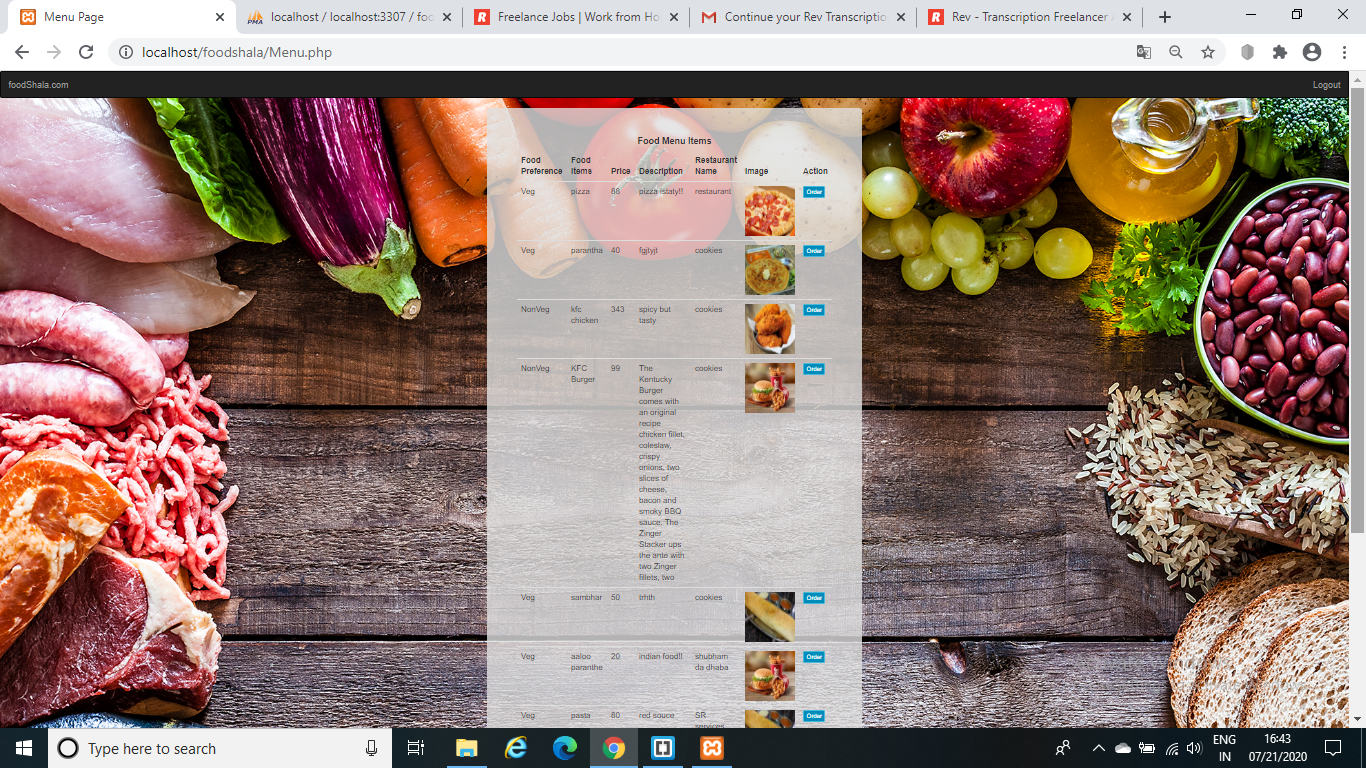 Menu Page
localhost / localhost:3307 / foo
Freelance Jobs | Work from Ho
Continue your Rev Transcriptio
Rev - Transcription Freelancer
localhost/foodshala/Menu.php
foodShala.com
Logout
Food Menu Items
Food Preference
Food Items
Price
Description
Restaurant Name
Image
Action
Veg
pizza
88
pizza istaty!!
restaurant
Order
Veg
parantha
40
fgjtyjt
cookies
Order
NonVeg
kfc
chicken
343
spicy but
tasty
cookies
Order
NonVeg
KFC
Burger
99
The
Kentucky
Burger
comes with
an original
recipe
chicken fillet,
coleslaw,
crispy
onions, two
slices of
cheese,
bacon and
smoky BBQ
sauce. The
Zinger
Stacker ups
the ante with
two Zinger
fillets, two
cookies
Order
Veg
sambhar
50
trhth
cookies
Order
Veg
aaloo
paranthe
20
indian food!!
shubham
da dhaba
Order
Veg
pasta
80
red souce
SR
services
Order
Type here to search
ENG
IN
16:43
07/21/2020